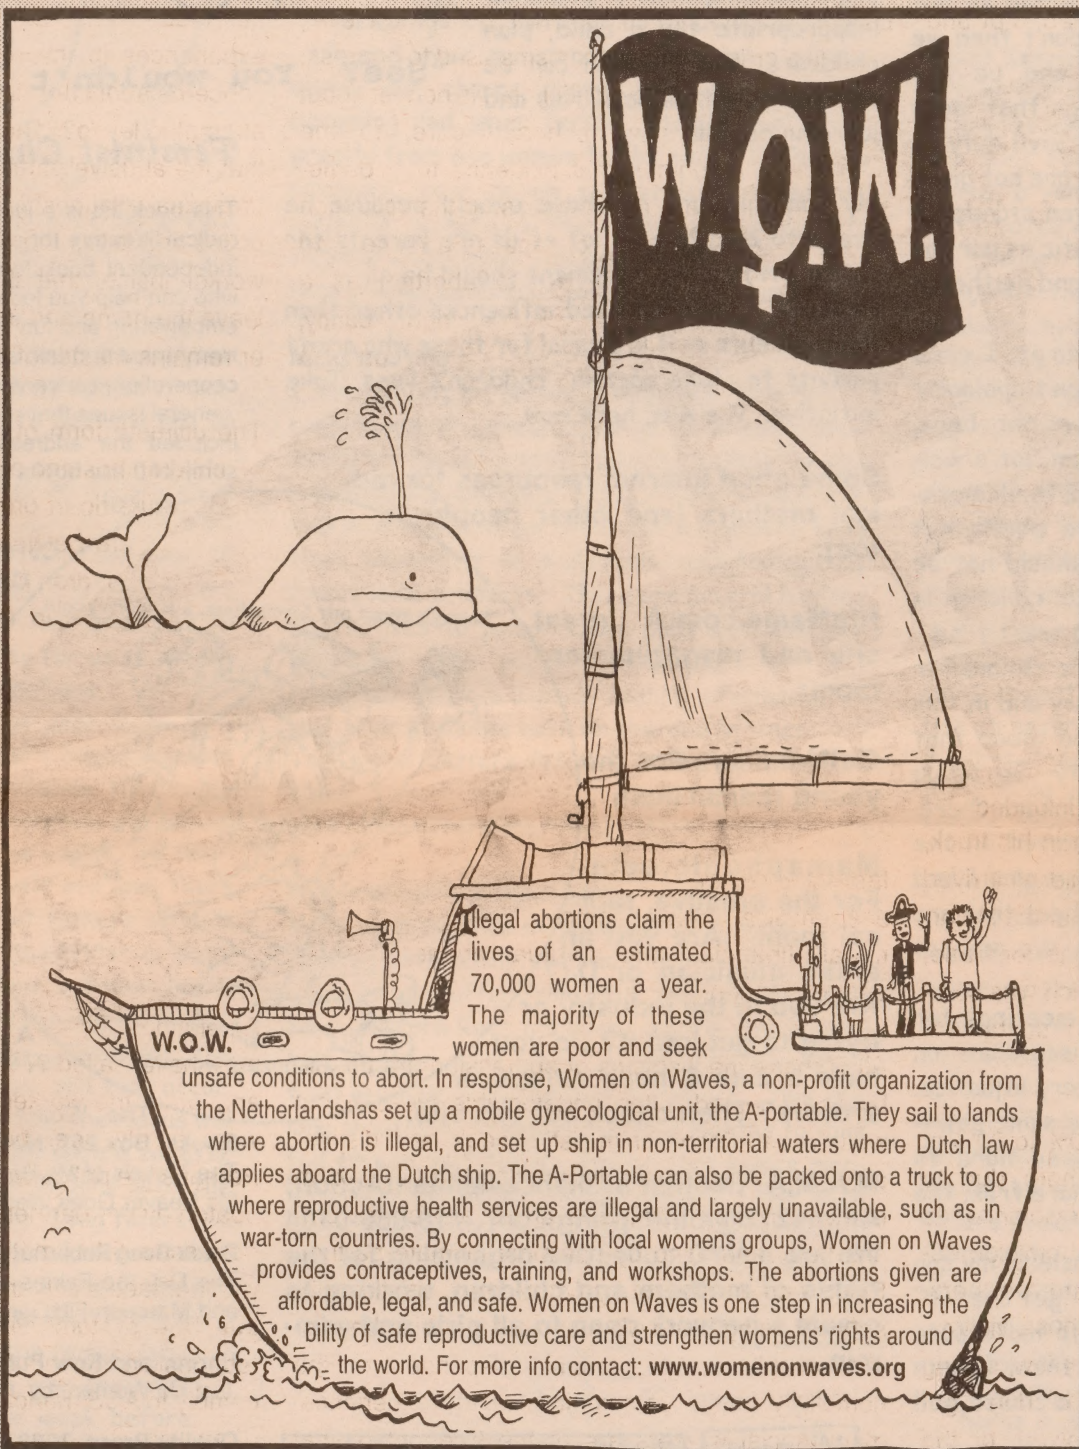 W.O.W.
Illegal abortions claim the
lives of an estimated
70,000 women a year.
The majority of these
W.O.W.
women are poor and seek
unsafe conditions to abort. In response, Women on Waves, a non-profit organization from
the Netherlandshas set up a mobile gynecological unit, the A-portable. They sail to lands
where abortion is illegal, and set up ship in non-territorial waters where Dutch law
applies aboard the Dutch ship. The A-Portable can also be packed onto a truck to go
where reproductive health services are illegal and largely unavailable, such as in
war-torn countries. By connecting with local womens groups, Women on Waves
provides contraceptives, training, and workshops. The abortions given are
affordable, legal, and safe. Women on Waves is one step in increasing the
bility of safe reproductive care and strengthen womens' rights around
the world. For more info contact: www.womenonwaves.org